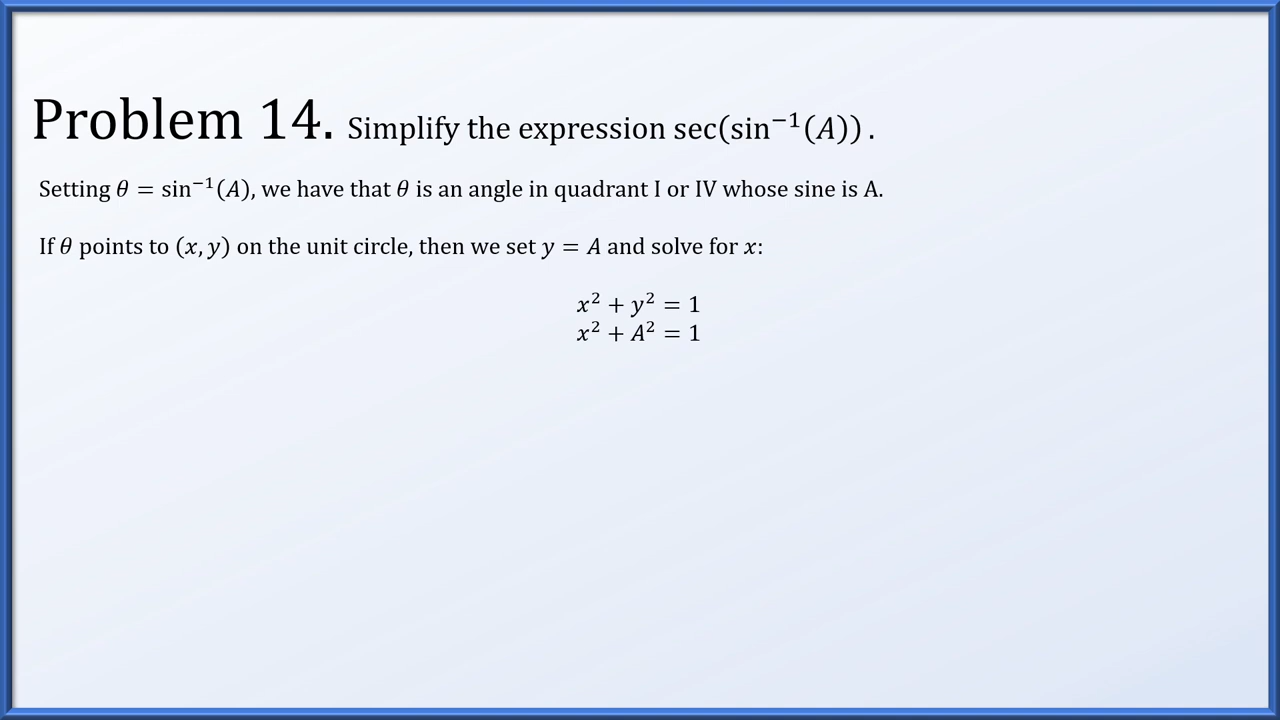 Problem 14. Simplify the expression sec(sin⁻¹(A)) .
Setting θ = sin⁻¹(A), we have that θ is an angle in quadrant I or IV whose sine is A.
If θ points to (x, y) on the unit circle, then we set y = A and solve for x:
x² + y² = 1
x² + A² = 1